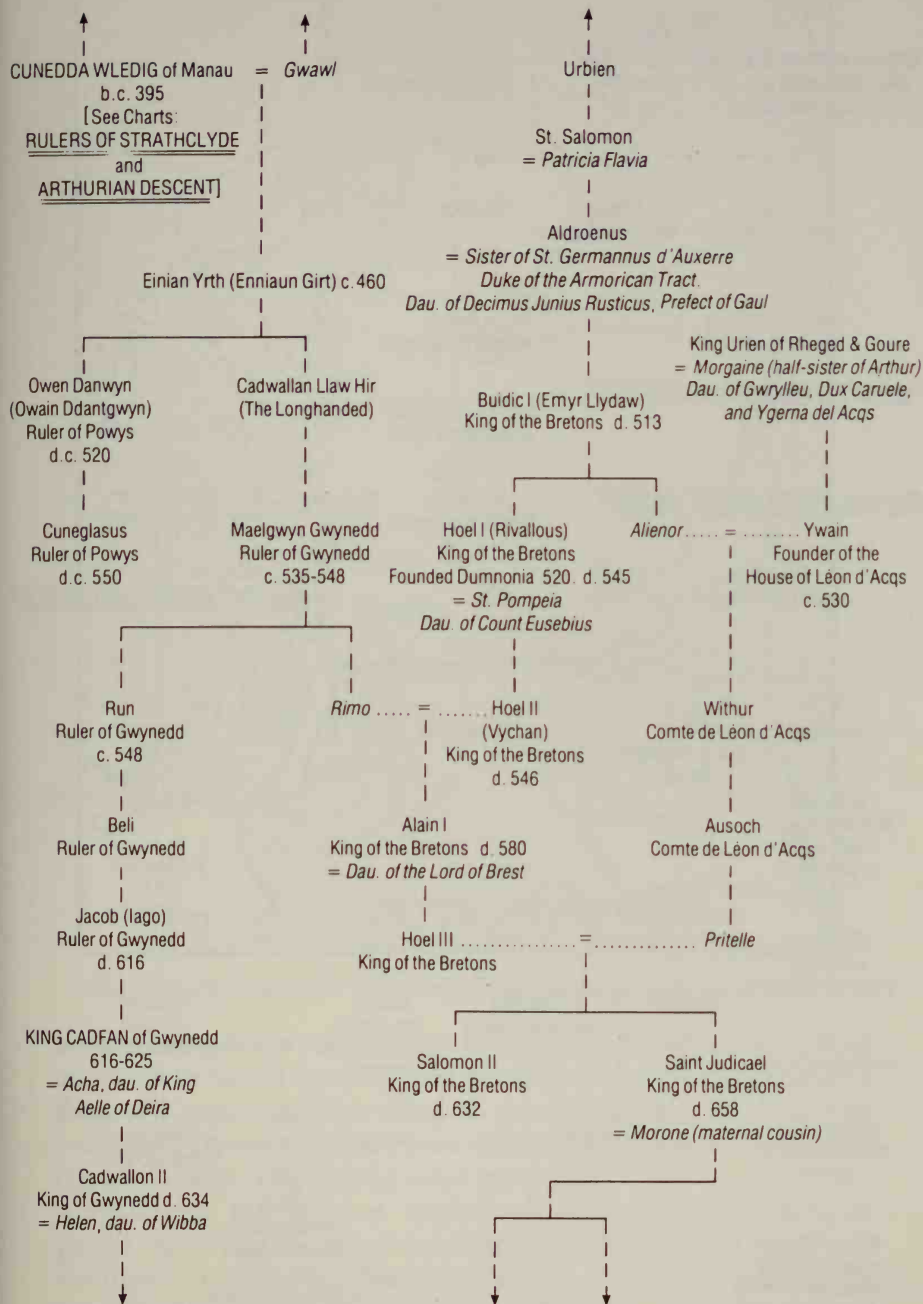 CUNEDDA WLEDIG of Manau = Gwawl
b.c. 395
[See Charts:
RULERS OF STRATHCLYDE
and
ARTHURIAN DESCENT]
Urbien
St. Salomon
= Patricia Flavia
Aldroenus
= Sister of St. Germannus d'Auxerre
Duke of the Armorican Tract.
Dau. of Decimus Junius Rusticus, Prefect of Gaul
Einian Yrth (Enniaun Girt) c. 460
King Urien of Rheged & Goure
= Morgaine (half-sister of Arthur)
Dau. of Gwrylleu, Dux Caruele,
and Ygerna del Acqs
Owen Danwyn
(Owain Ddantgwyn)
Ruler of Powys
d.c. 520
Cadwallan Llaw Hir
(The Longhanded)
Buidic I (Emyr Llydaw)
King of the Bretons d. 513
Cuneglasus
Ruler of Powys
d.c. 550
Maelgwyn Gwynedd
Ruler of Gwynedd
c. 535-548
Hoel I (Rivallous)
King of the Bretons
Founded Dumnonia 520. d. 545
= St. Pompeia
Dau. of Count Eusebius
Alienor ..... = ........ Ywain
Founder of the
House of Léon d'Acqs
c. 530
Run
Ruler of Gwynedd
c. 548
Rimo ..... = ....... Hoel II
(Vychan)
King of the Bretons
d. 546
Withur
Comte de Léon d'Acqs
Beli
Ruler of Gwynedd
Alain I
King of the Bretons d. 580
= Dau. of the Lord of Brest
Ausoch
Comte de Léon d'Acqs
Jacob (Iago)
Ruler of Gwynedd
d. 616
Hoel III ................ = ............. Pritelle
King of the Bretons
KING CADFAN of Gwynedd
616-625
= Acha, dau. of King
Aelle of Deira
Salomon II
King of the Bretons
d. 632
Saint Judicael
King of the Bretons
d. 658
= Morone (maternal cousin)
Cadwallon II
King of Gwynedd d. 634
= Helen, dau. of Wibba